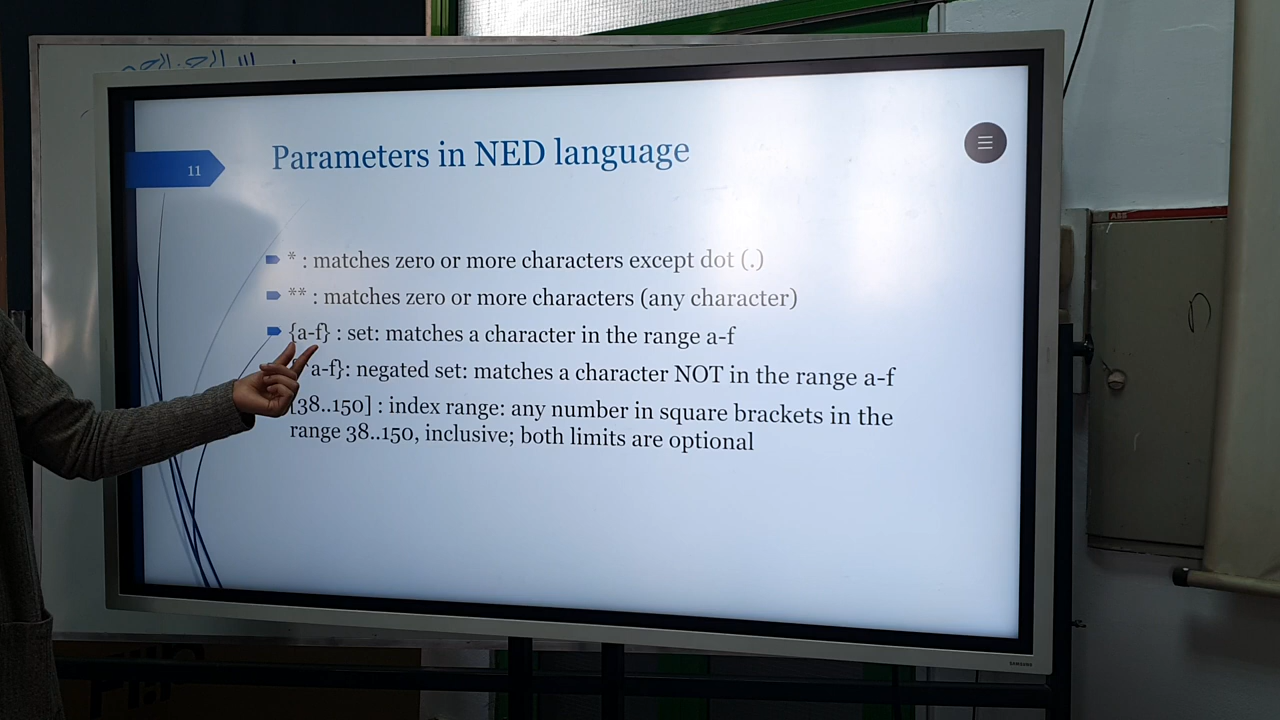 11
Parameters in NED language
* : matches zero or more characters except dot (.)
** : matches zero or more characters (any character)
{a-f} : set: matches a character in the range a-f
a-f}: negated set: matches a character NOT in the range a-f
[38..150] : index range: any number in square brackets in the
range 38..150, inclusive; both limits are optional
SAMSUNG
ABB